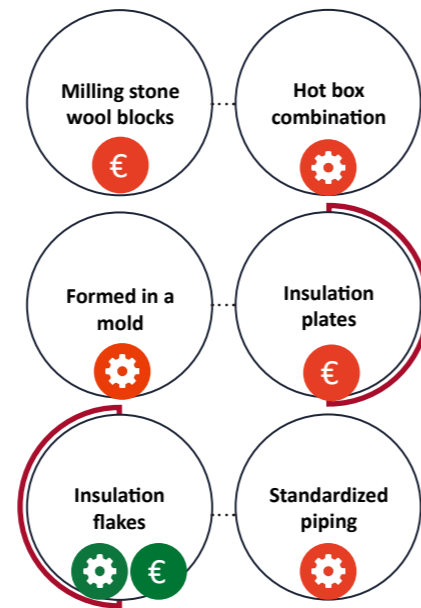 Milling stone
wool blocks
€
Hot box
combination
Formed in a
mold
Insulation
plates
€
Insulation
flakes
€
Standardized
piping